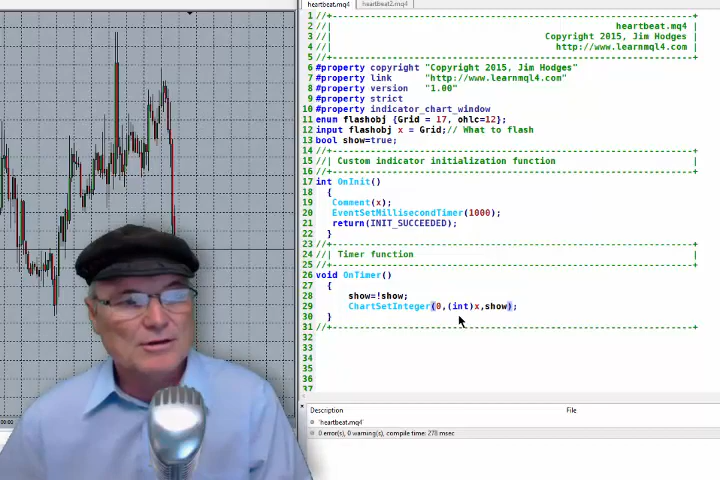 heartbeat.mq4 heartbeat2.mq4
1 //+------------------------------------------------------------------+
2 //| heartbeat.mq4 |
3 //| Copyright 2015, Jim Hodges |
4 //| http://www.learnmql4.com |
5 //+------------------------------------------------------------------+
6 #property copyright "Copyright 2015, Jim Hodges"
7 #property link "http://www.learnmql4.com"
8 #property version "1.00"
9 #property strict
10 #property indicator_chart_window
11 enum flashobj {Grid = 17, ohlc=12};
12 input flashobj x = Grid;// What to flash
13 bool show=true;
14 //+------------------------------------------------------------------+
15 //| Custom indicator initialization function |
16 //+------------------------------------------------------------------+
17 int OnInit()
18 {
19 Comment(x);
20 EventSetMillisecondTimer(1000);
21 return(INIT_SUCCEEDED);
22 }
23 //+------------------------------------------------------------------+
24 //| Timer function |
25 //+------------------------------------------------------------------+
26 void OnTimer()
27 {
28 show=!show;
29 ChartSetInteger(0,(int)x,show);
30 }
31 //+------------------------------------------------------------------+
32
33
34
35
36
37
Description File
'heartbeat.mq4'
0 error(s), 0 warning(s), compile time: 278 msec